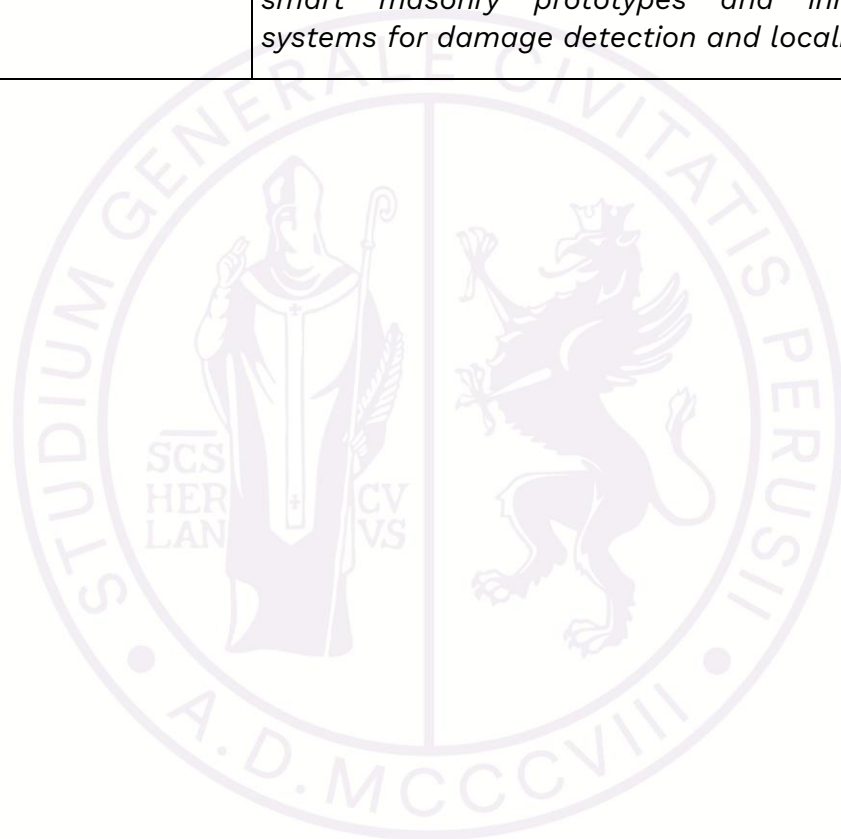 smart masonry prototypes and
systems for damage detection and
STUDIUM GENERALE CIVITATIS PERUSII
SCS
HER
LAN
CV
VS
A.D. MCCCVIII